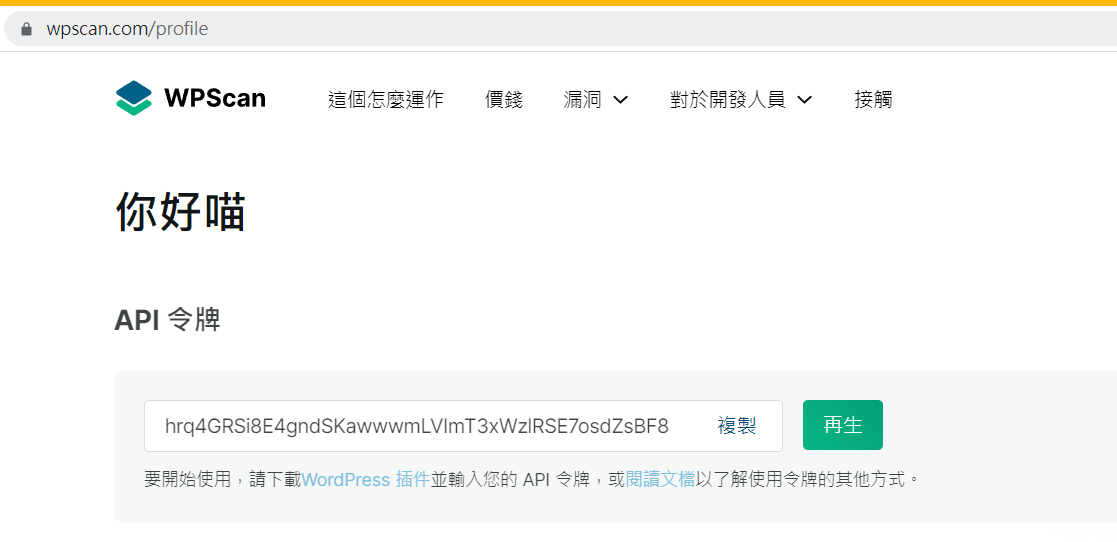 wpscan.com/profile
WPScan 這個怎麼運作 價錢 漏洞 對於開發人員 接觸
你好喵
API 令牌
hrq4GRSi8E4gndSKawwwmLVlmT3xWzlRSE7osdZsBF8 複製 再生
要開始使用，請下載WordPress 插件並輸入您的 API 令牌，或閱讀文檔以了解使用令牌的其他方式。